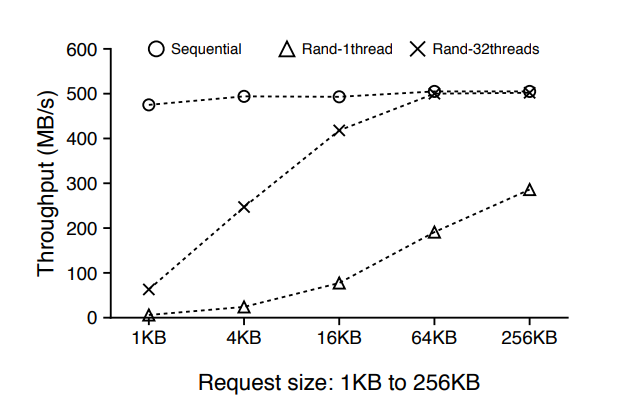 Sequential Rand-1thread Rand-32threads
600
500
400
300
200
100
0
Throughput (MB/s)
1KB 4KB 16KB 64KB 256KB
Request size: 1KB to 256KB